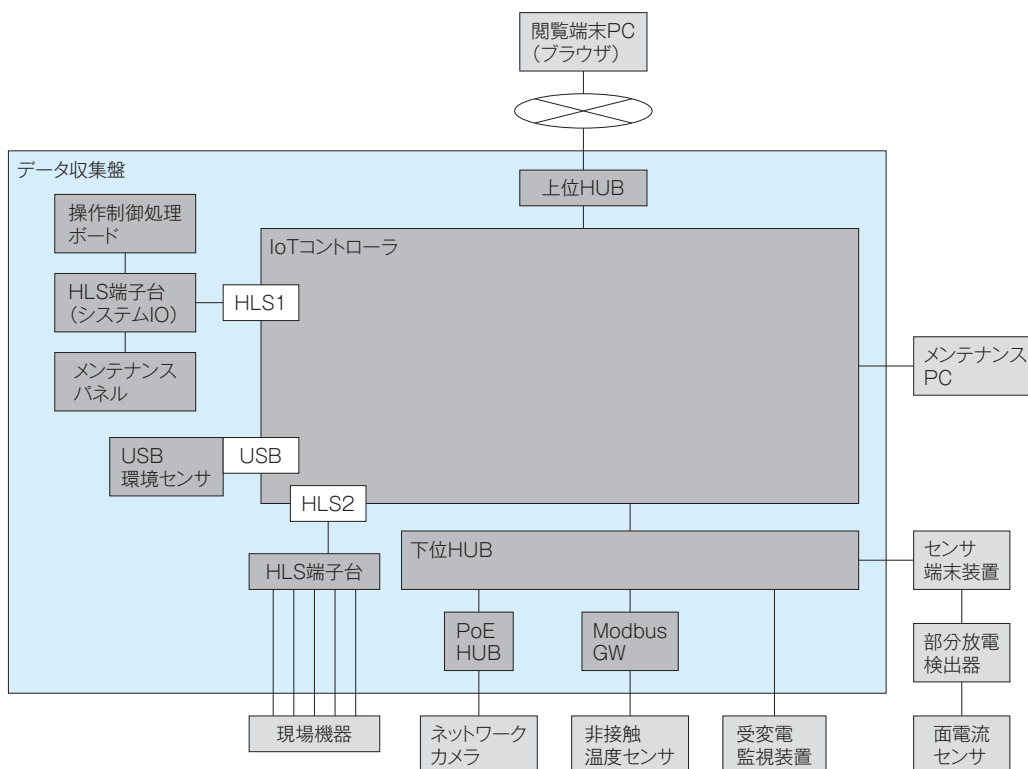 閲覧端末PC
（ブラウザ）
データ収集盤
上位HUB
操作制御処理
ボード
IoTコントローラ
HLS端子台
（システムIO）
HLS1
メンテナンス
パネル
メンテナンス
PC
USB
環境センサ
USB
HLS2
下位HUB
HLS端子台
センサ
端末装置
PoE
HUB
Modbus
GW
部分放電
検出器
現場機器
ネットワーク
カメラ
非接触
温度センサ
受変電
監視装置
面電流
センサ